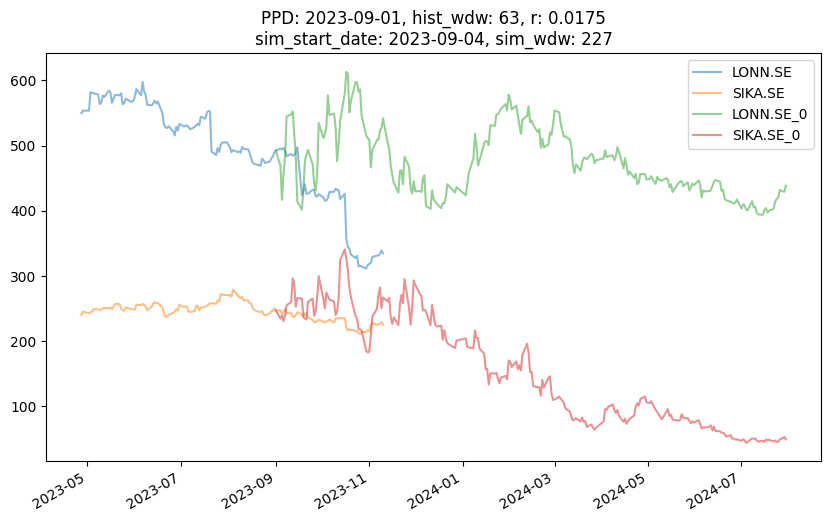 PPD: 2023-09-01, hist_wdw: 63, r: 0.0175
sim_start_date: 2023-09-04, sim_wdw: 227
LONN.SE
SIKA.SE
LONN.SE_0
SIKA.SE_0
600
500
400
300
200
100
2023-05
2023-07
2023-09
2023-11
2024-01
2024-03
2024-05
2024-07